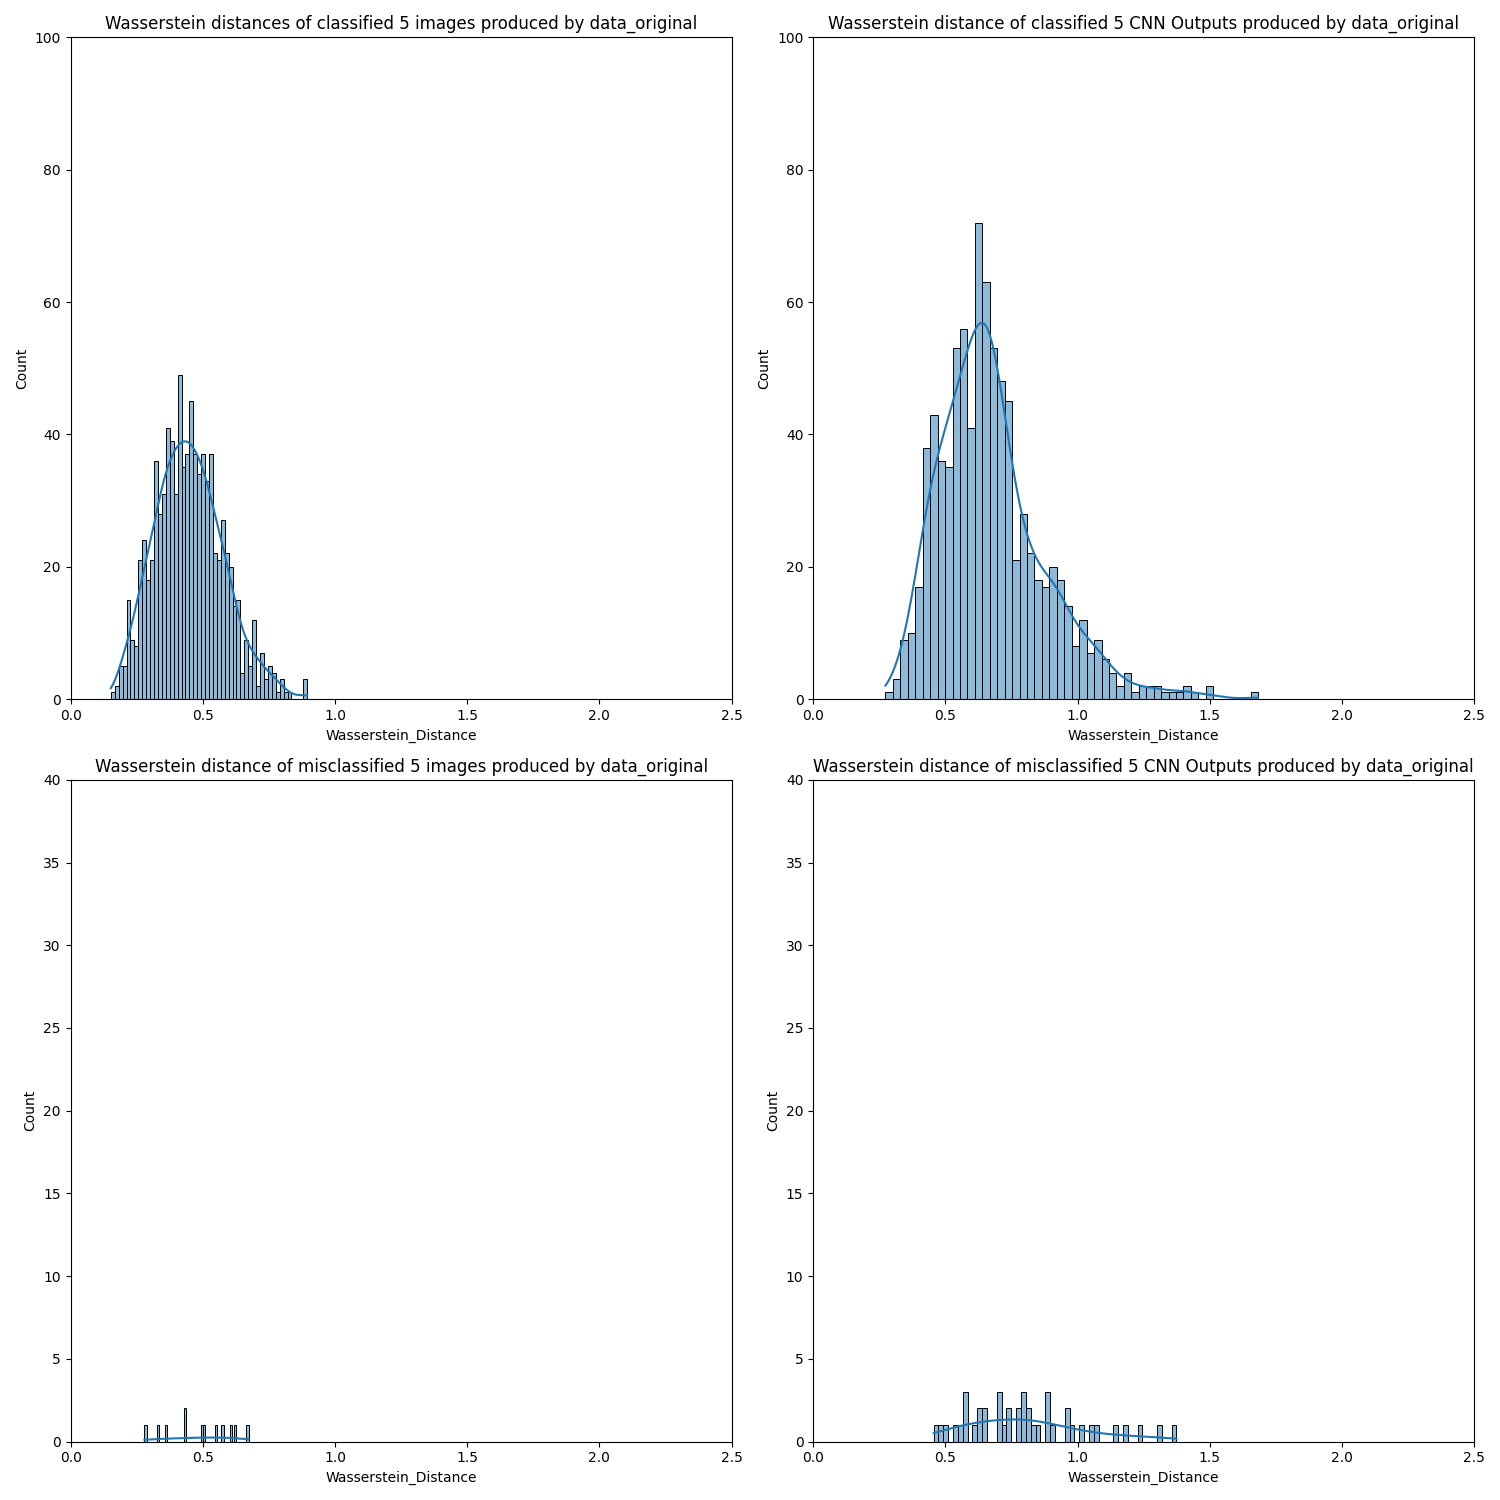 Wasserstein distances of classified 5 images produced by data_original
100
80
60
40
20
0
Count
0.0 0.5 1.0 1.5 2.0 2.5
Wasserstein_Distance
Wasserstein distance of classified 5 CNN Outputs produced by data_original
100
80
60
40
20
0
Count
0.0 0.5 1.0 1.5 2.0 2.5
Wasserstein_Distance
Wasserstein distance of misclassified 5 images produced by data_original
40
35
30
25
20
15
10
5
0
Count
0.0 0.5 1.0 1.5 2.0 2.5
Wasserstein_Distance
Wasserstein distance of misclassified 5 CNN Outputs produced by data_original
40
35
30
25
20
15
10
5
0
Count
0.0 0.5 1.0 1.5 2.0 2.5
Wasserstein_Distance